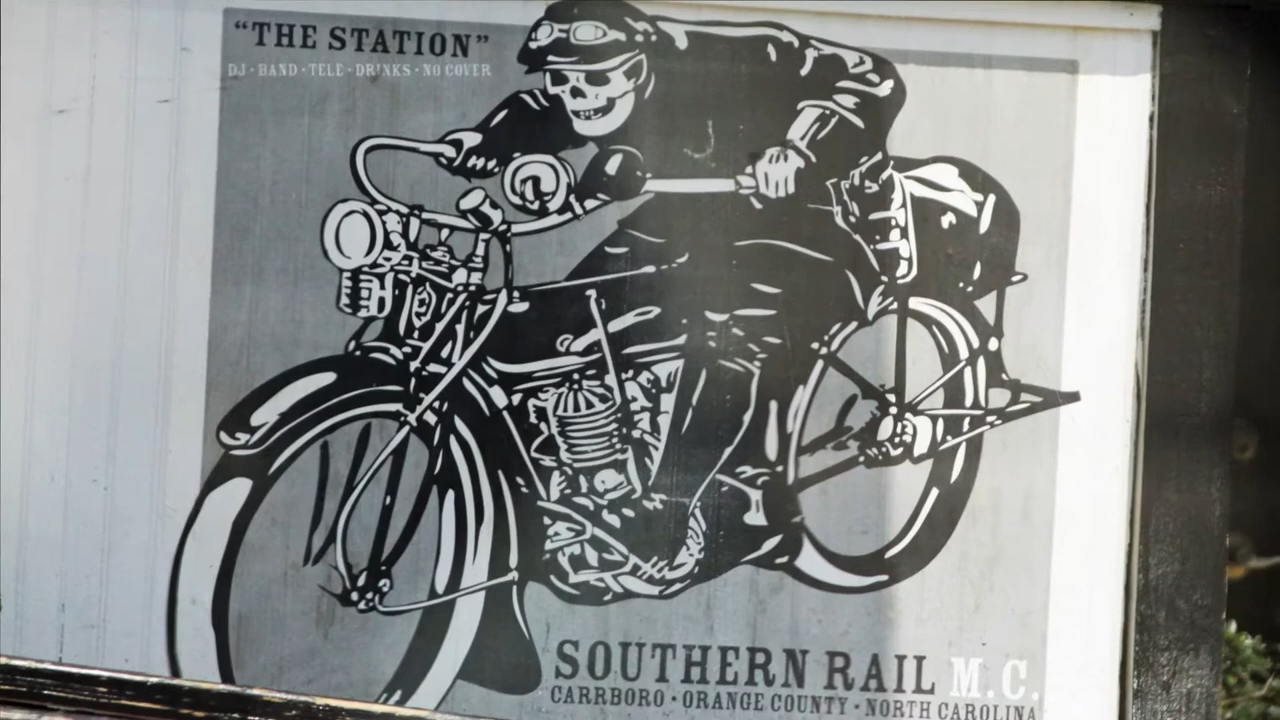 “THE STATION”
DJ · BAND · TELE · DRINKS · NO COVER
SOUTHERN RAIL M.C.
CARRBORO · ORANGE COUNTY · NORTH CAROLINA